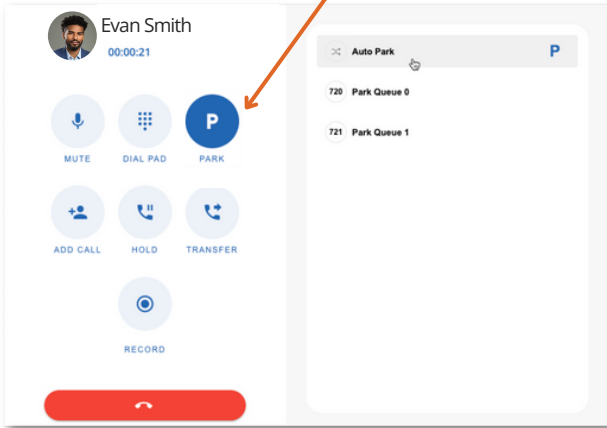 Evan Smith
00:00:21
MUTE
DIAL PAD
P
PARK
ADD CALL
HOLD
TRANSFER
RECORD
Auto Park P
720 Park Queue 0
721 Park Queue 1